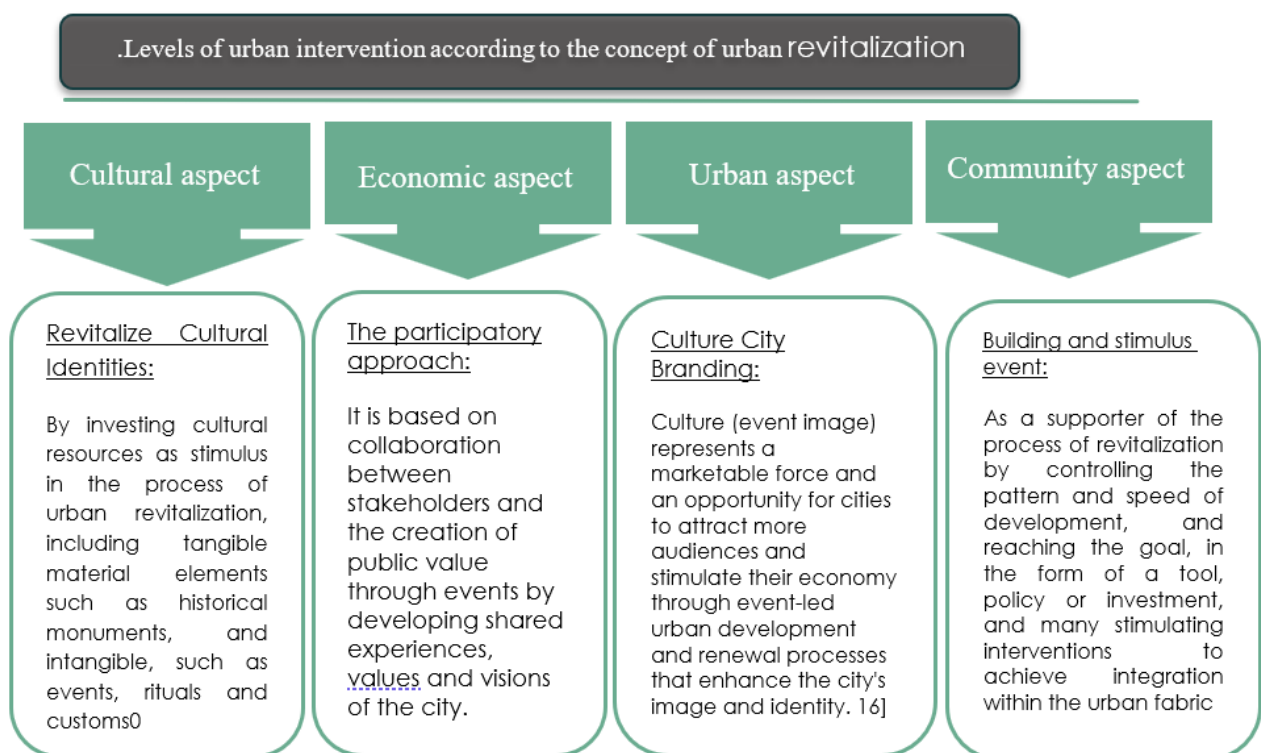 .Levels of urban intervention according to the concept of urban revitalization
Cultural aspect
Economic aspect
Urban aspect
Community aspect
Revitalize Cultural
Identities:
By investing cultural
resources as stimulus
in the process of
urban revitalization,
including tangible
material elements
such as historical
monuments, and
intangible, such as
events, rituals and
customs0
The participatory
approach:
It is based on
collaboration
between
stakeholders and
the creation of
public value
through events by
developing shared
experiences,
values and visions
of the city.
Culture City
Branding:
Culture (event image)
represents a
marketable force and
an opportunity for cities
to attract more
audiences and
stimulate their economy
through event-led
urban development
and renewal processes
that enhance the city's
image and identity. 16]
Building and stimulus
event:
As a supporter of the
process of revitalization
by controlling the
pattern and speed of
development, and
reaching the goal, in
the form of a tool,
policy or investment,
and many stimulating
interventions to
achieve integration
within the urban fabric